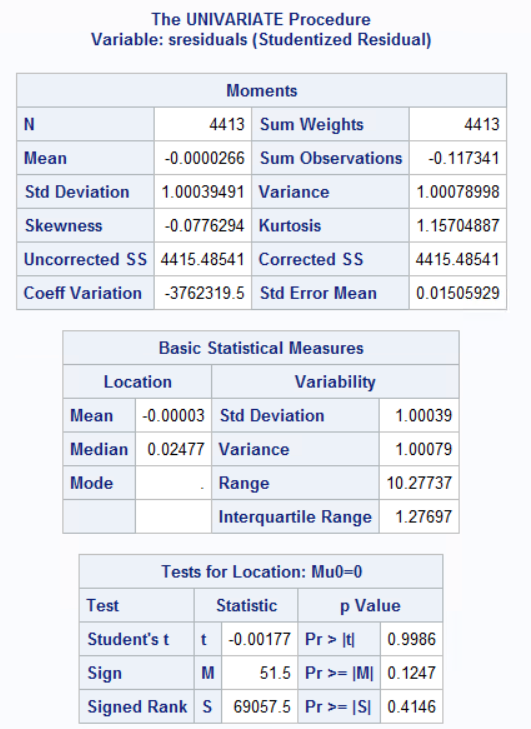 The UNIVARIATE Procedure
Variable: sresiduals (Studentized Residual)
Moments
N 4413 Sum Weights 4413
Mean -0.0000266 Sum Observations -0.117341
Std Deviation 1.00039491 Variance 1.00078998
Skewness -0.0776294 Kurtosis 1.15704887
Uncorrected SS 4415.48541 Corrected SS 4415.48541
Coeff Variation -3762319.5 Std Error Mean 0.01505929
Basic Statistical Measures
Location Variability
Mean -0.00003 Std Deviation 1.00039
Median 0.02477 Variance 1.00079
Mode . Range 10.27737
Interquartile Range 1.27697
Tests for Location: Mu0=0
Test Statistic p Value
Student's t t -0.00177 Pr > |t| 0.9986
Sign M 51.5 Pr >= |M| 0.1247
Signed Rank S 69057.5 Pr >= |S| 0.4146